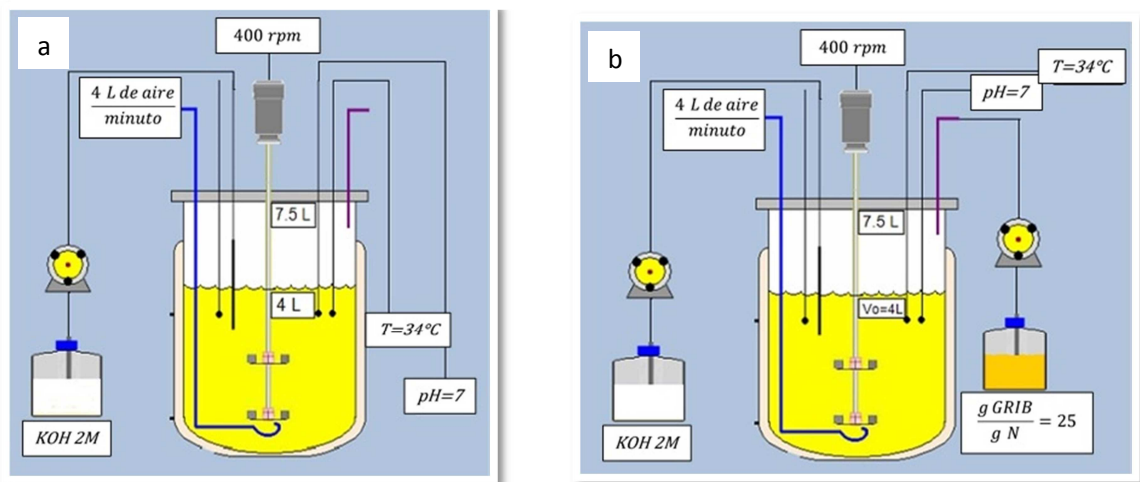 a
400 rpm
4 L de aire
minuto
7.5 L
4 L
T=34°C
pH=7
KOH 2M
b
400 rpm
T=34°C
pH=7
4 L de aire
minuto
7.5 L
Vo=4L
KOH 2M
g GRIB
g N
= 25